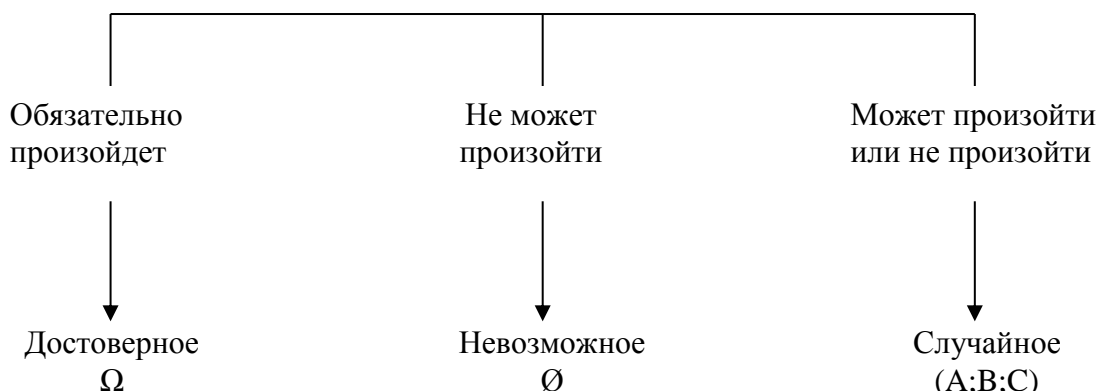 Обязательно
произойдет
Не может
произойти
Может произойти
или не произойти
Достоверное
Ω
Невозможное
Ø
Случайное
(A;B;C)